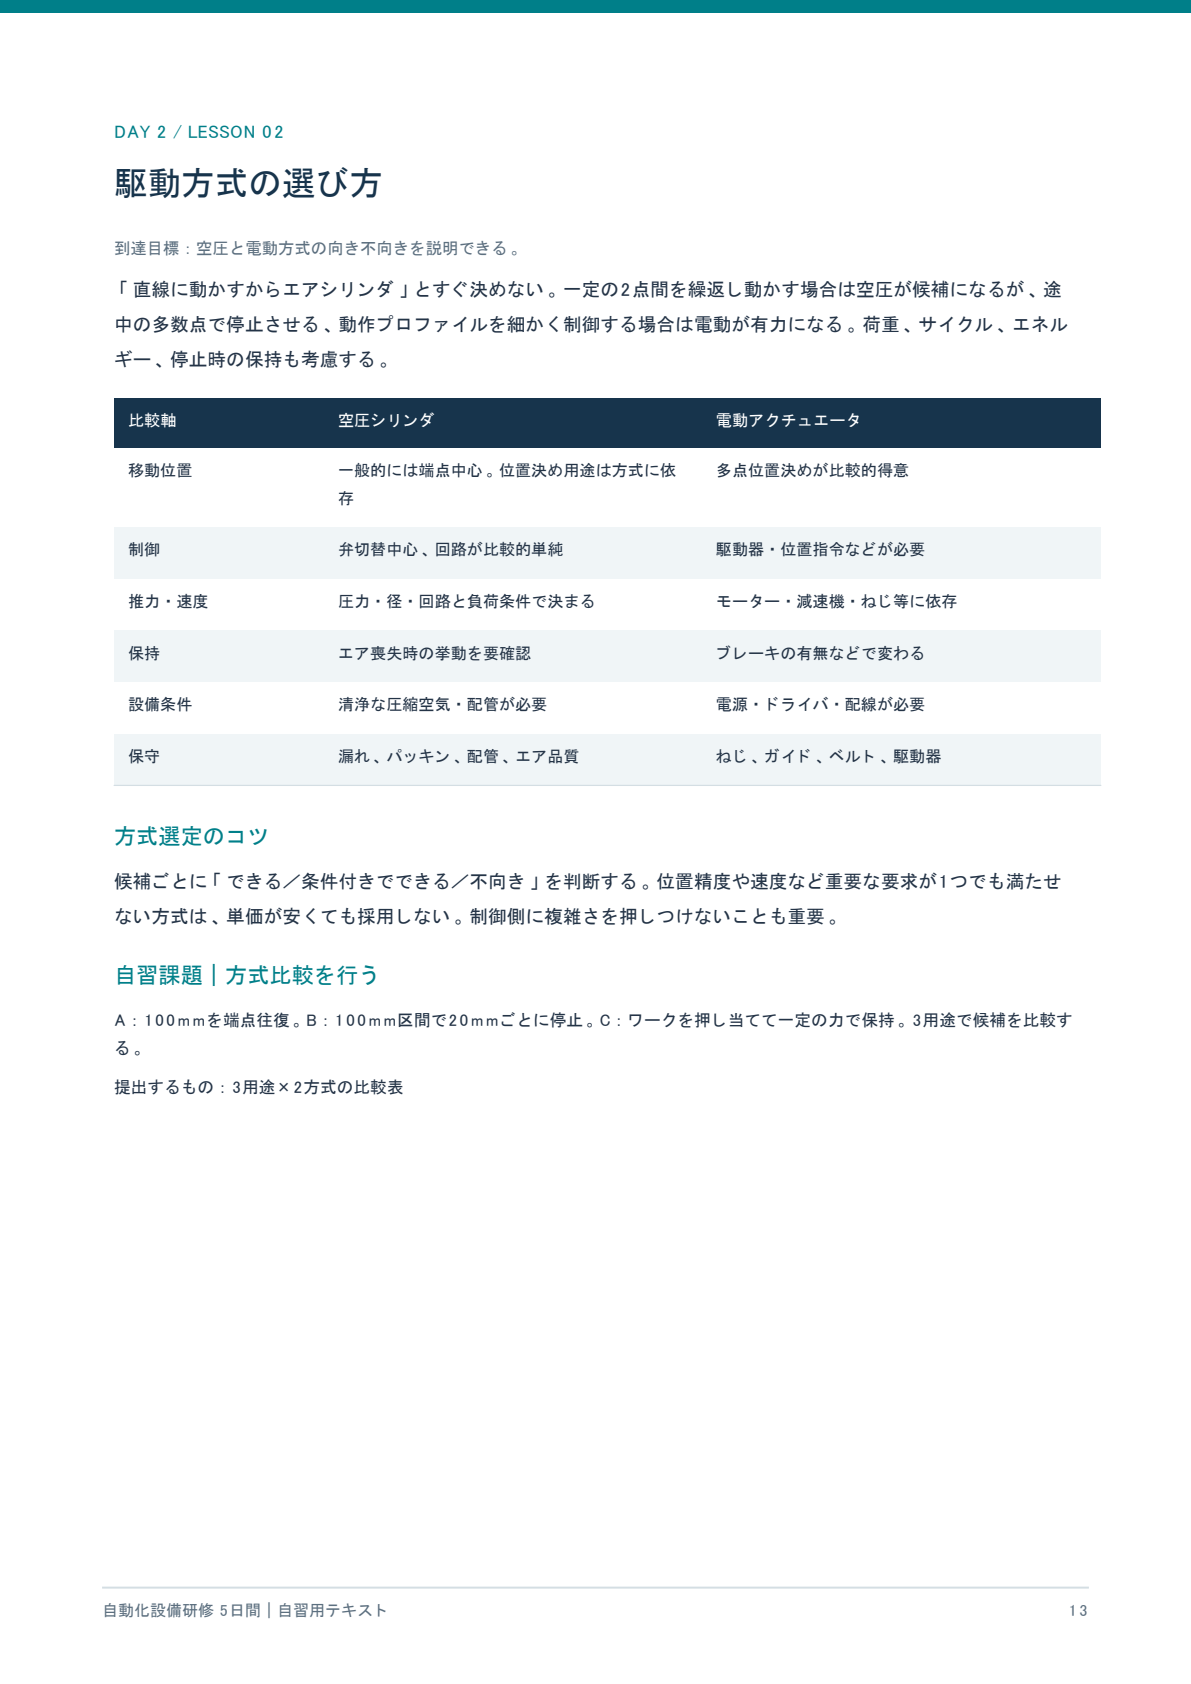 DAY 2 / LESSON 02
駆動方式の選び方
到達目標：空圧と電動方式の向き不向きを説明できる。
「直線に動かすからエアシリンダ」とすぐ決めない。一定の2点間を繰返し動かす場合は空圧が候補になるが、途
中の多数点で停止させる、動作プロファイルを細かく制御する場合は電動が有力になる。荷重、サイクル、エネル
ギー、停止時の保持も考慮する。
比較軸 空圧シリンダ 電動アクチュエータ
移動位置 一般的には端点中心。位置決め用途は方式に依 多点位置決めが比較的得意
存
制御 弁切替中心、回路が比較的単純 駆動器・位置指令などが必要
推力・速度 圧力・径・回路と負荷条件で決まる モーター・減速機・ねじ等に依存
保持 エア喪失時の挙動を要確認 ブレーキの有無などで変わる
設備条件 清浄な圧縮空気・配管が必要 電源・ドライバ・配線が必要
保守 漏れ、パッキン、配管、エア品質 ねじ、ガイド、ベルト、駆動器
方式選定のコツ
候補ごとに「できる／条件付きでできる／不向き」を判断する。位置精度や速度など重要な要求が1つでも満たせ
ない方式は、単価が安くても採用しない。制御側に複雑さを押しつけないことも重要。
自習課題｜方式比較を行う
A：100mmを端点往復。B：100mm区間で20mmごとに停止。C：ワークを押し当てて一定の力で保持。3用途で候補を比較す
る。
提出するもの：3用途×2方式の比較表
自動化設備研修 5日間｜自習用テキスト 13